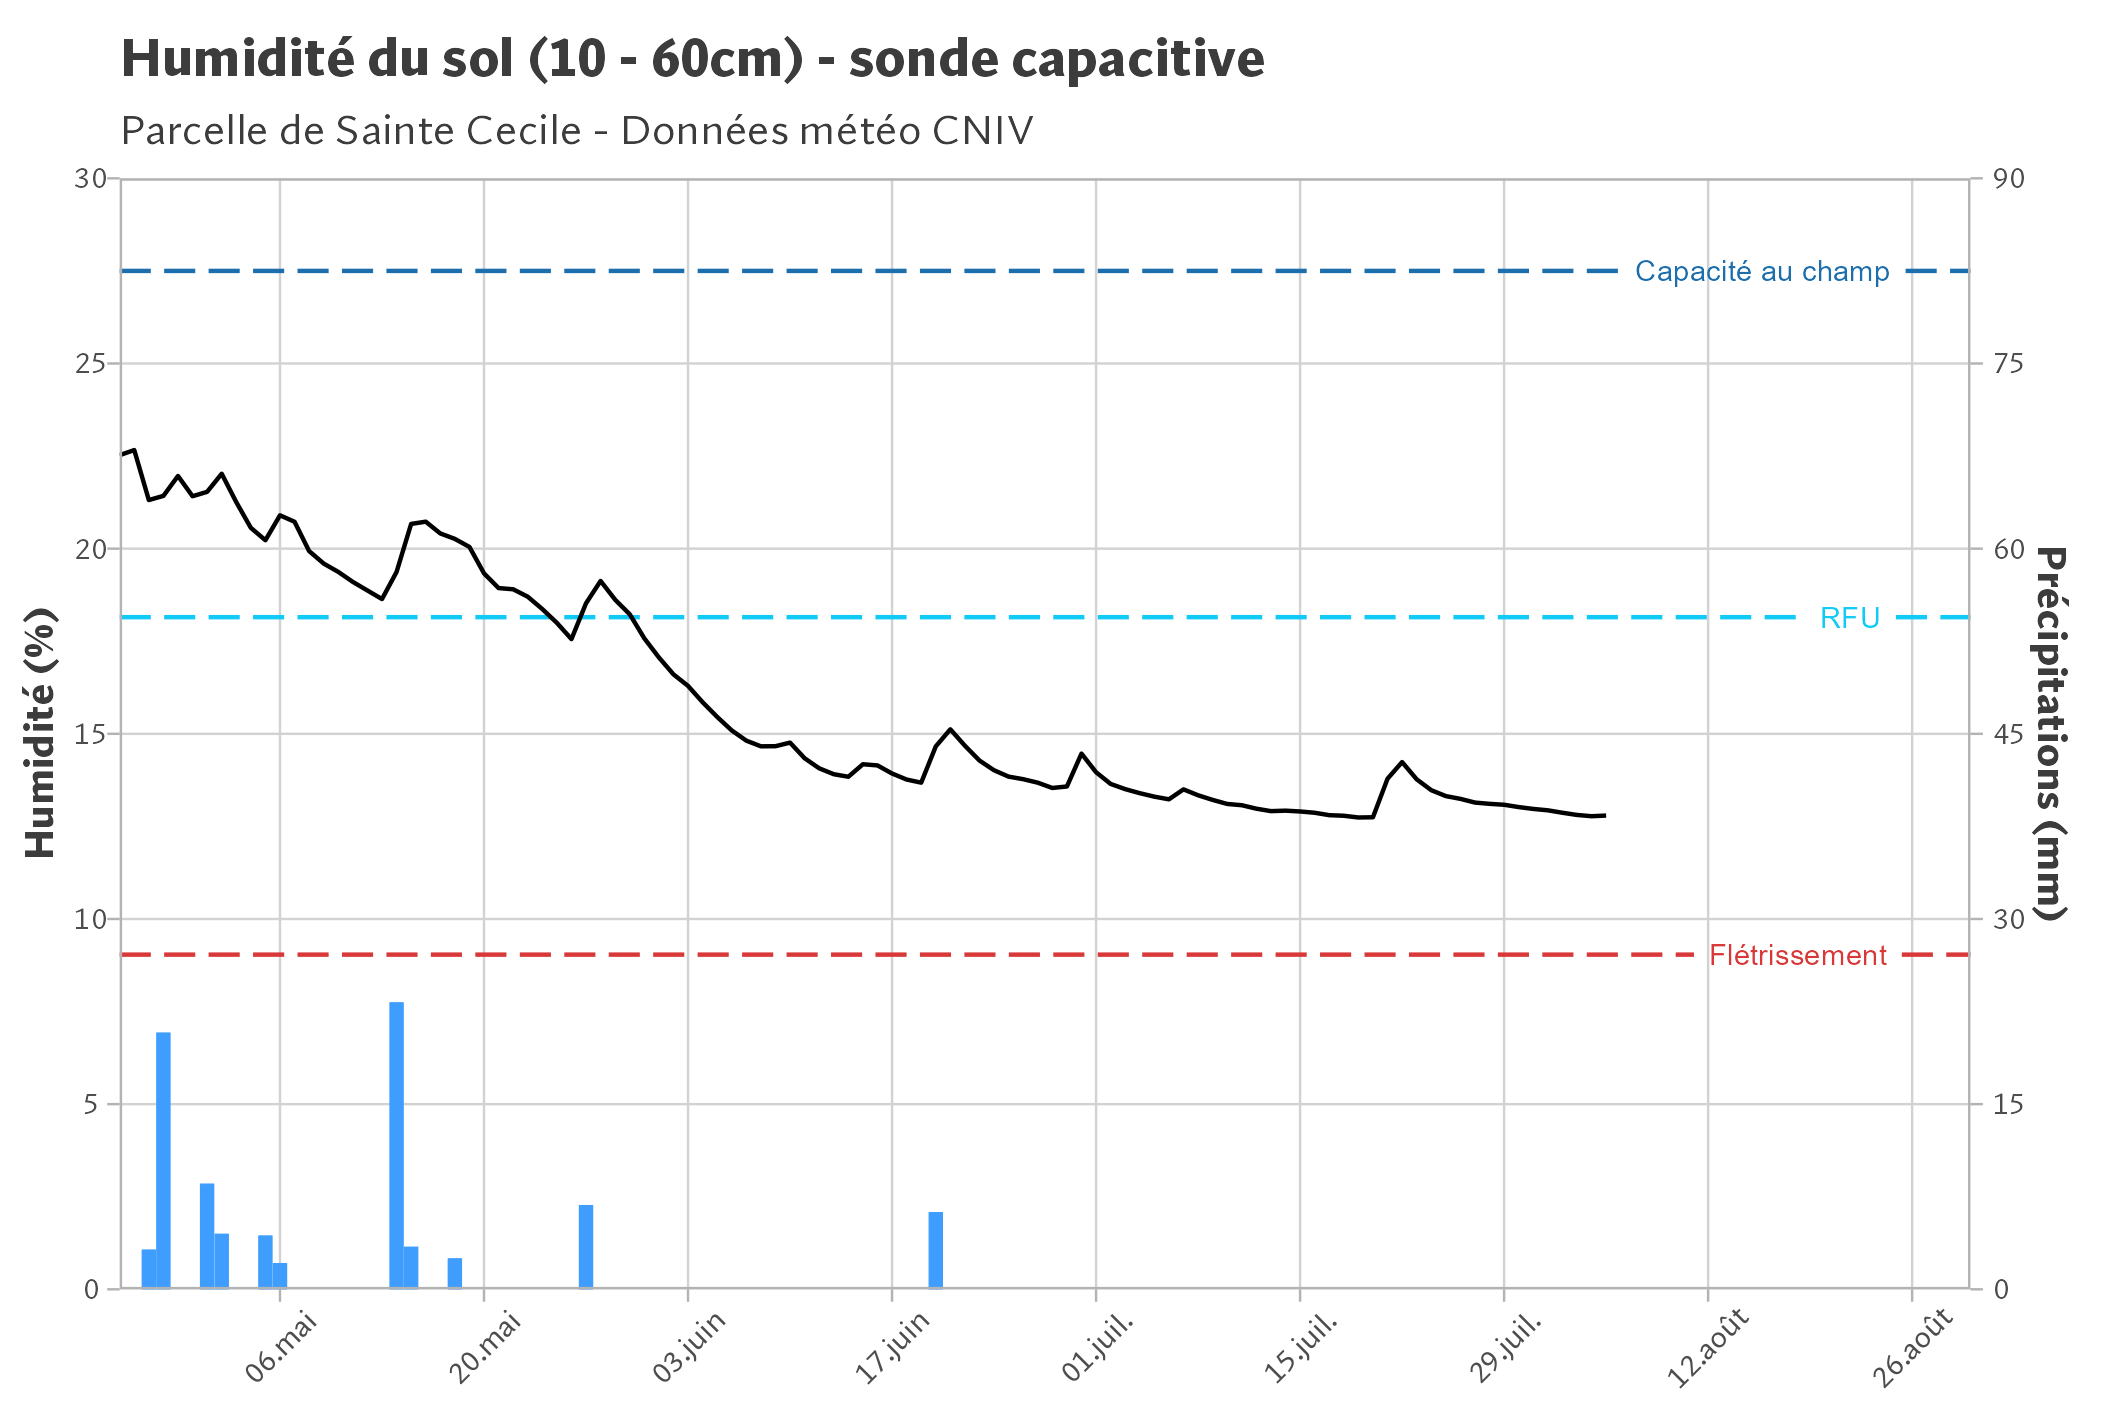 Humidité du sol (10 - 60cm) - sonde capacitive
Parcelle de Sainte Cecile - Données météo CNIV
30
25
20
15
10
5
0
Humidité (%)
90
75
60
45
30
15
0
Précipitations (mm)
Capacité au champ
RFU
Flétrissement
06.mai
20.mai
03.juin
17.juin
01.juil.
15.juil.
29.juil.
12.août
26.août